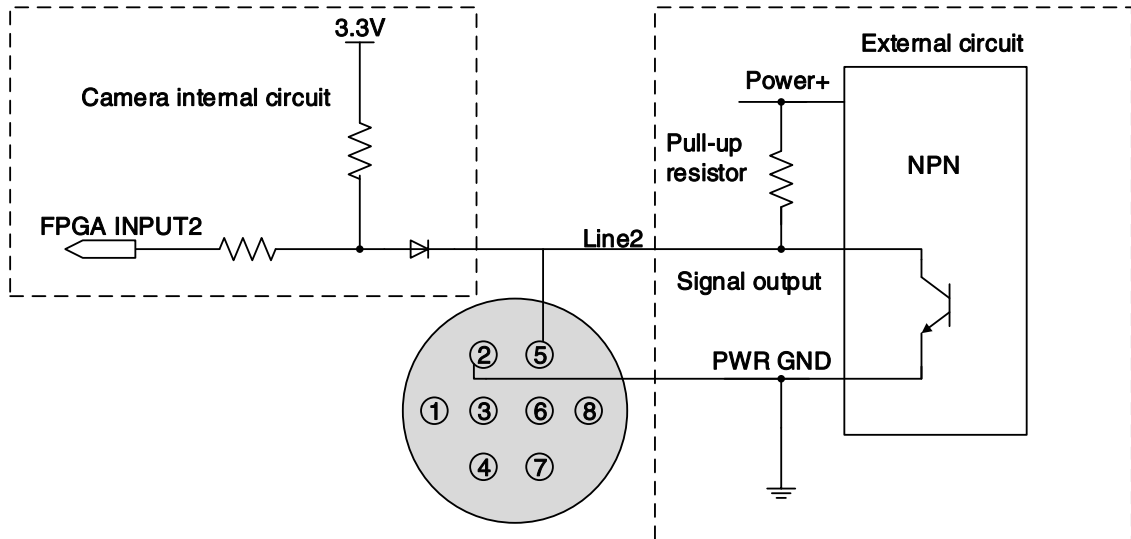 3.3V
External circuit
Power+
Camera internal circuit
Pull-up
resistor
NPN
FPGA INPUT2
Line2
Signal output
2
5
PWR GND
1
3
6
8
4
7